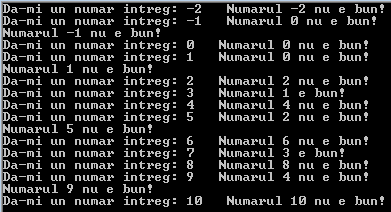 Da-mi un numar intreg: -2   Numarul -2 nu e bun!
Da-mi un numar intreg: -1   Numarul 0 nu e bun!
Numarul -1 nu e bun!
Da-mi un numar intreg: 0   Numarul 0 nu e bun!
Da-mi un numar intreg: 1   Numarul 0 nu e bun!
Numarul 1 nu e bun!
Da-mi un numar intreg: 2   Numarul 2 nu e bun!
Da-mi un numar intreg: 3   Numarul 1 e bun!
Da-mi un numar intreg: 4   Numarul 4 nu e bun!
Da-mi un numar intreg: 5   Numarul 2 nu e bun!
Numarul 5 nu e bun!
Da-mi un numar intreg: 6   Numarul 6 nu e bun!
Da-mi un numar intreg: 7   Numarul 3 e bun!
Da-mi un numar intreg: 8   Numarul 8 nu e bun!
Da-mi un numar intreg: 9   Numarul 4 nu e bun!
Numarul 9 nu e bun!
Da-mi un numar intreg: 10   Numarul 10 nu e bun!